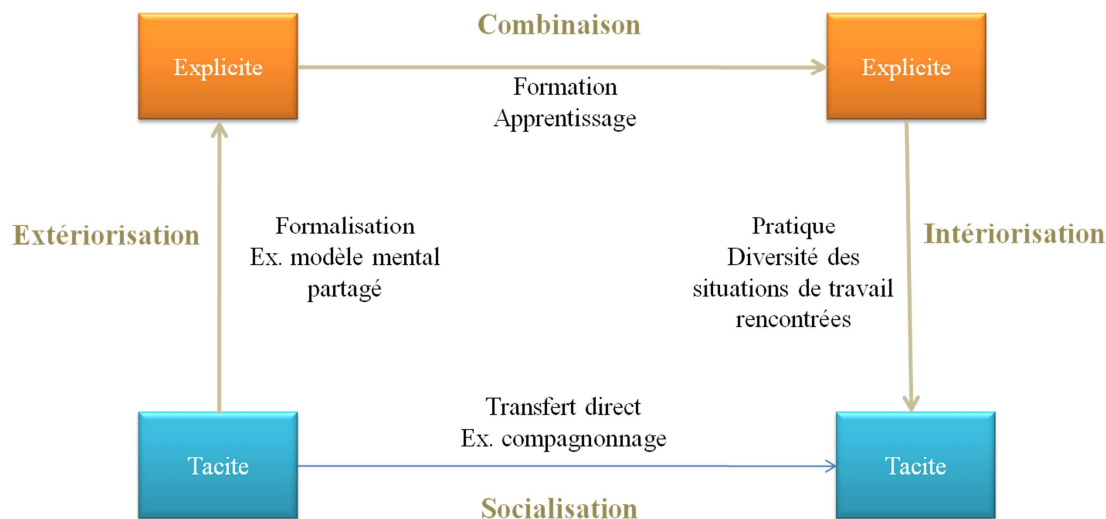 Combinaison
Explicite
Explicite
Formation
Apprentissage
Extériorisation
Formalisation
Ex. modèle mental
partagé
Pratique
Diversité des
situations de travail
rencontrées
Intériorisation
Transfert direct
Ex. compagnonnage
Tacite
Tacite
Socialisation